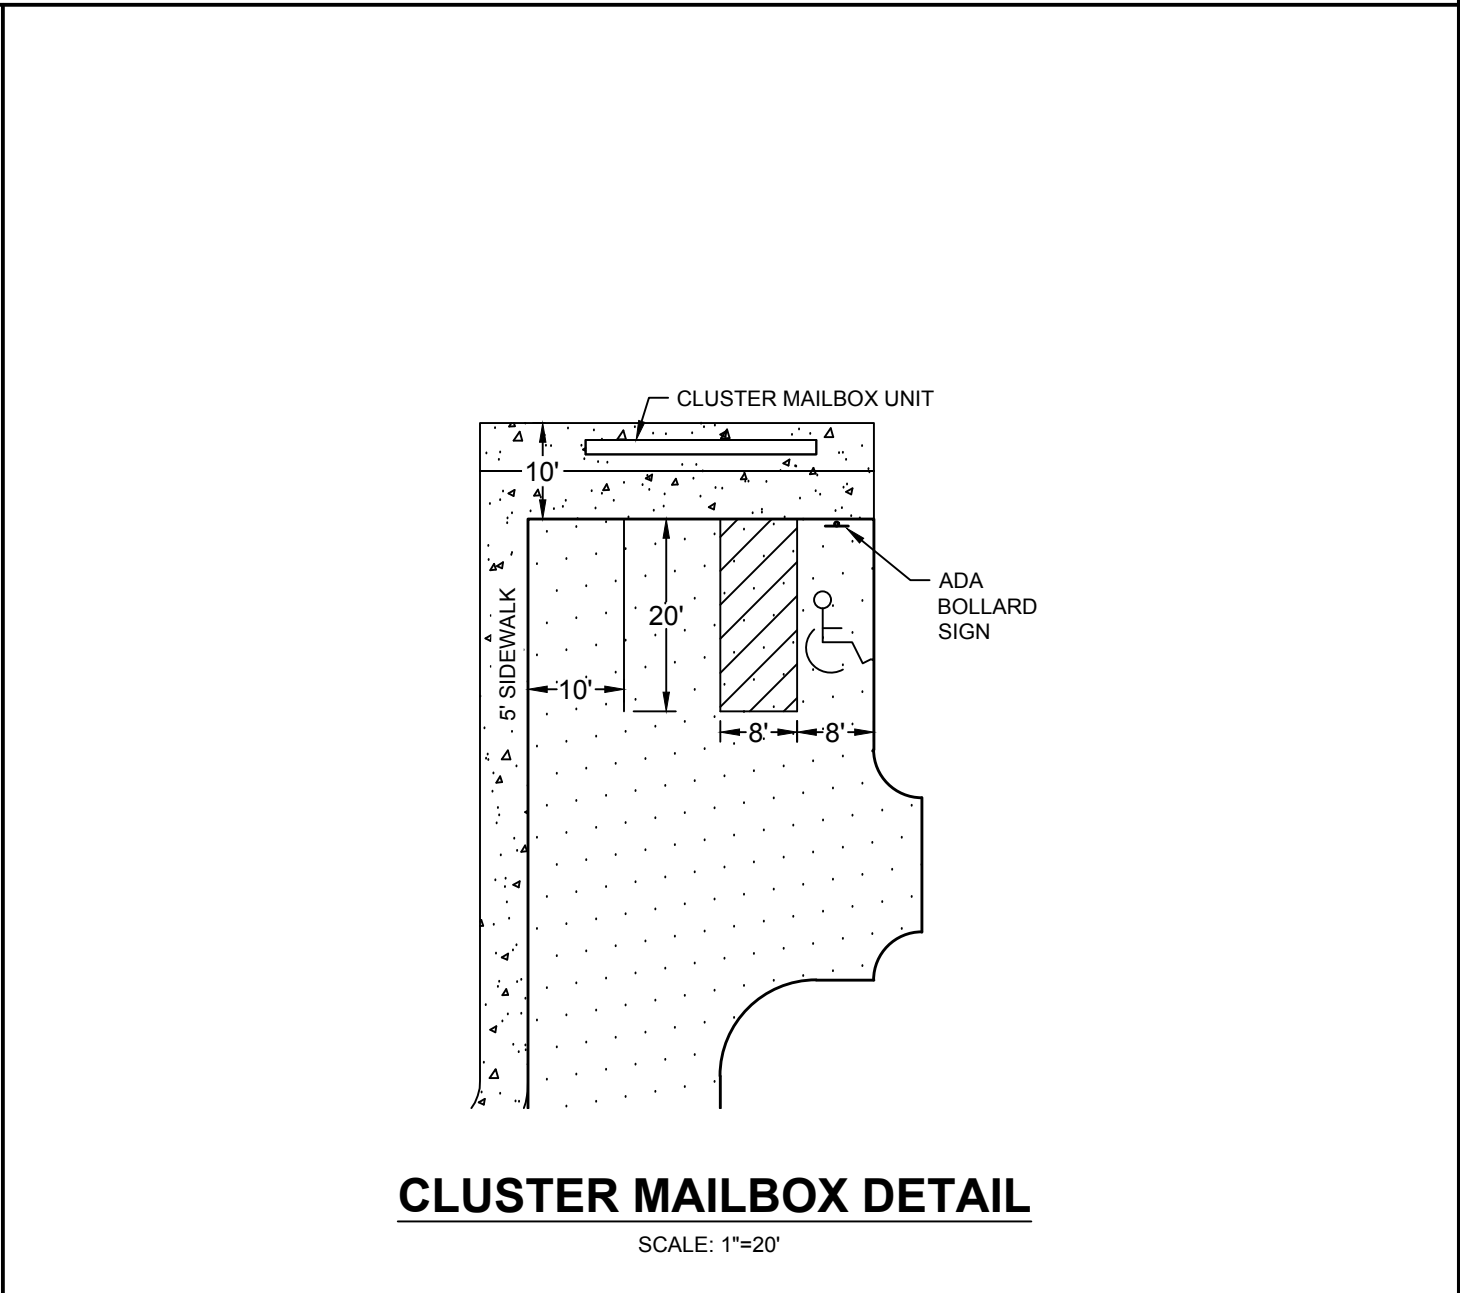 CLUSTER MAILBOX UNIT
10'
ADA
BOLLARD
SIGN
20'
5' SIDEWALK
10'
8'
8'
CLUSTER MAILBOX DETAIL
SCALE: 1"=20'